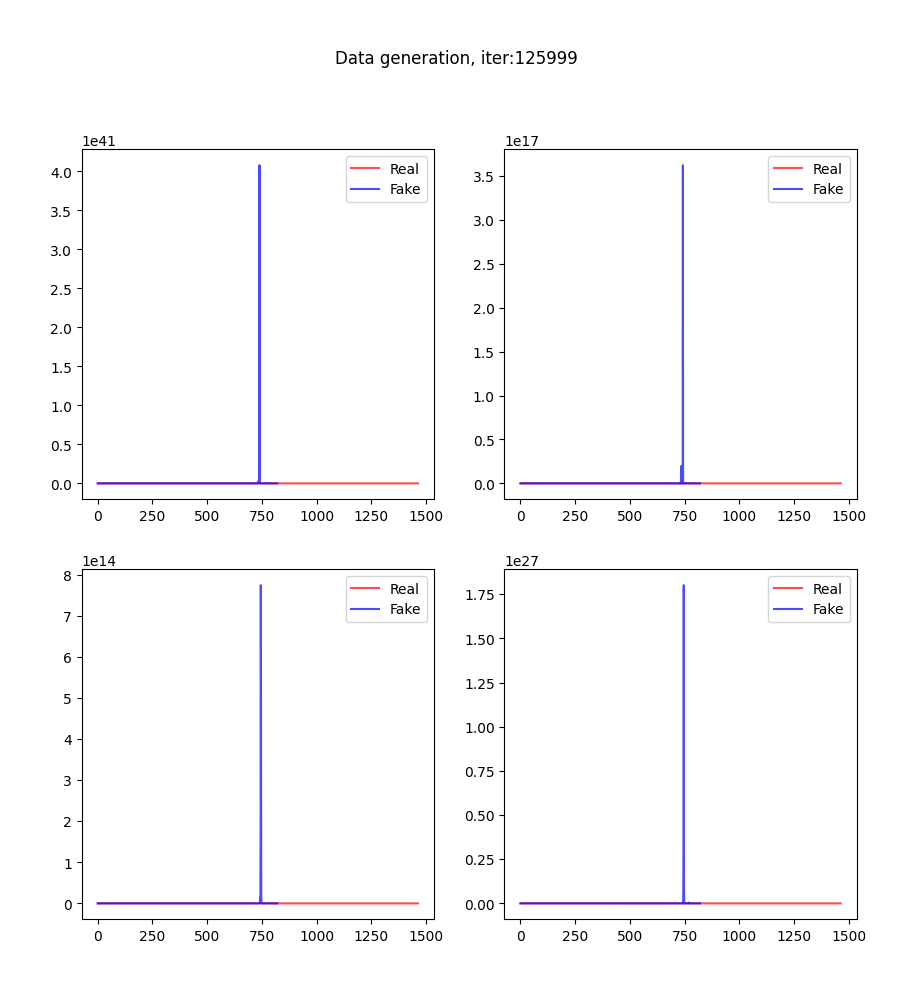 Data generation, iter:125999
1e41
4.0
3.5
3.0
2.5
2.0
1.5
1.0
0.5
0.0
0 250 500 750 1000 1250 1500
Real
Fake
1e17
3.5
3.0
2.5
2.0
1.5
1.0
0.5
0.0
0 250 500 750 1000 1250 1500
Real
Fake
1e14
8
7
6
5
4
3
2
1
0
0 250 500 750 1000 1250 1500
Real
Fake
1e27
1.75
1.50
1.25
1.00
0.75
0.50
0.25
0.00
0 250 500 750 1000 1250 1500
Real
Fake